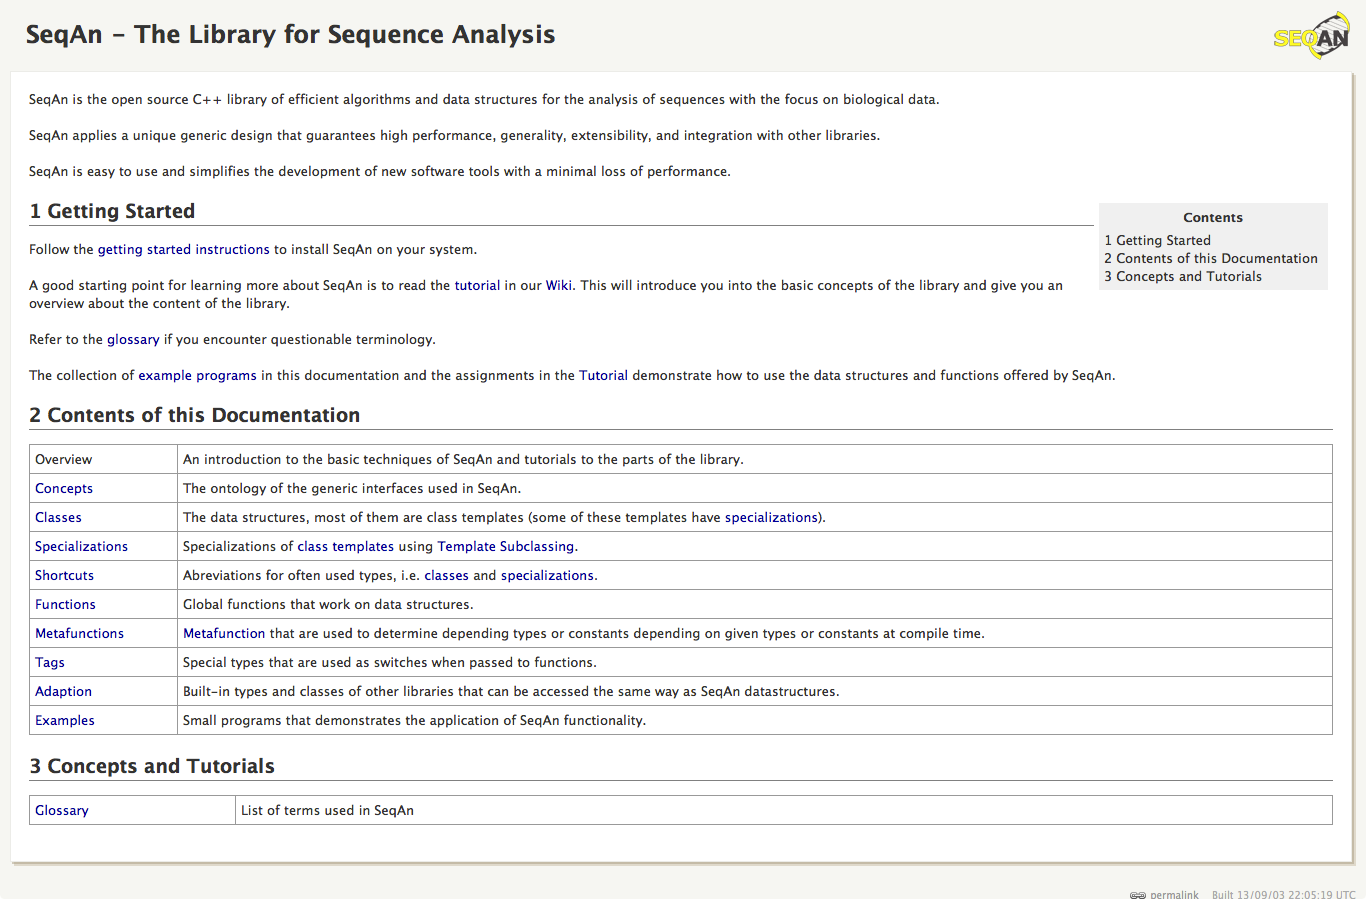 SeqAn - The Library for Sequence Analysis
SEQAN
SeqAn is the open source C++ library of efficient algorithms and data structures for the analysis of sequences with the focus on biological data.
SeqAn applies a unique generic design that guarantees high performance, generality, extensibility, and integration with other libraries.
SeqAn is easy to use and simplifies the development of new software tools with a minimal loss of performance.
1 Getting Started
Contents
1 Getting Started
2 Contents of this Documentation
3 Concepts and Tutorials
Follow the getting started instructions to install SeqAn on your system.
A good starting point for learning more about SeqAn is to read the tutorial in our Wiki. This will introduce you into the basic concepts of the library and give you an
overview about the content of the library.
Refer to the glossary if you encounter questionable terminology.
The collection of example programs in this documentation and the assignments in the Tutorial demonstrate how to use the data structures and functions offered by SeqAn.
2 Contents of this Documentation
Overview An introduction to the basic techniques of SeqAn and tutorials to the parts of the library.
Concepts The ontology of the generic interfaces used in SeqAn.
Classes The data structures, most of them are class templates (some of these templates have specializations).
Specializations Specializations of class templates using Template Subclassing.
Shortcuts Abreviations for often used types, i.e. classes and specializations.
Functions Global functions that work on data structures.
Metafunctions Metafunction that are used to determine depending types or constants depending on given types or constants at compile time.
Tags Special types that are used as switches when passed to functions.
Adaption Built-in types and classes of other libraries that can be accessed the same way as SeqAn datastructures.
Examples Small programs that demonstrates the application of SeqAn functionality.
3 Concepts and Tutorials
Glossary List of terms used in SeqAn
permalink Built 13/09/03 22:05:19 UTC